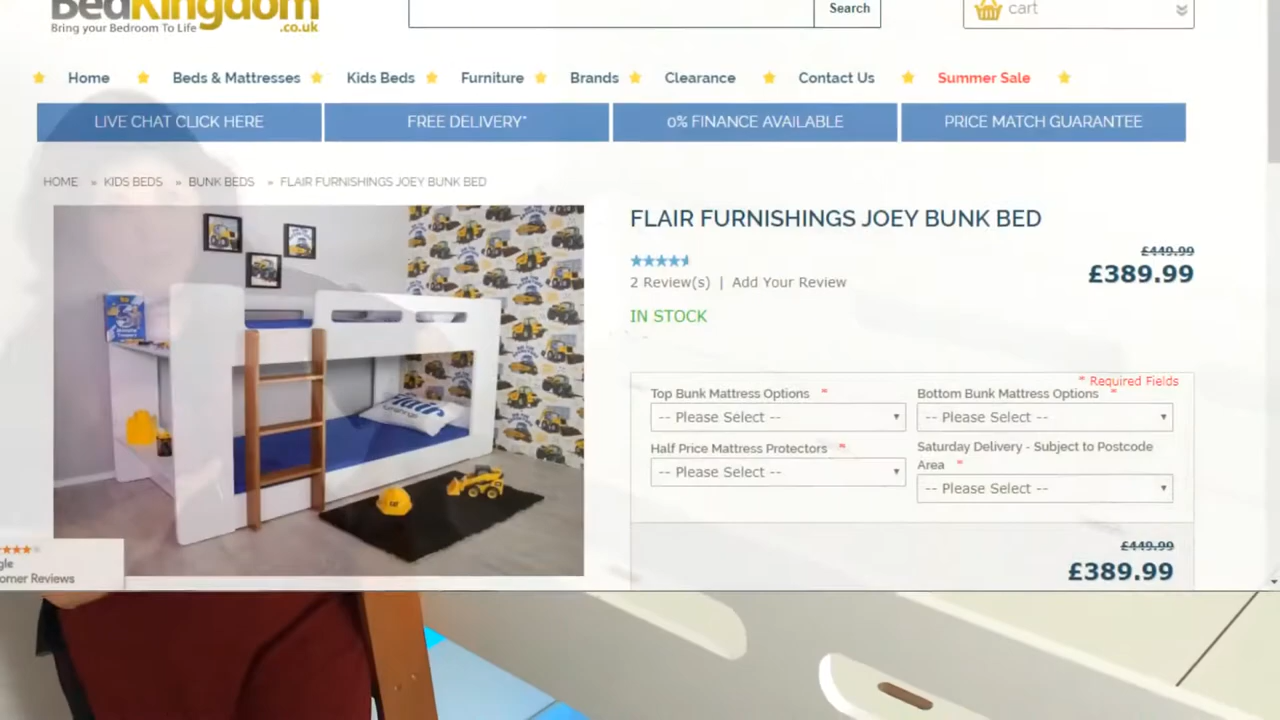 BedKingdom
Bring your Bedroom To Life
.co.uk
Search
cart
Home
Beds & Mattresses
Kids Beds
Furniture
Brands
Clearance
Contact Us
Summer Sale
LIVE CHAT CLICK HERE
FREE DELIVERY*
0% FINANCE AVAILABLE
PRICE MATCH GUARANTEE
HOME » KIDS BEDS » BUNK BEDS » FLAIR FURNISHINGS JOEY BUNK BED
FLAIR FURNISHINGS JOEY BUNK BED
£449.99
£389.99
2 Review(s) | Add Your Review
IN STOCK
* Required Fields
Top Bunk Mattress Options *
-- Please Select --
Bottom Bunk Mattress Options *
-- Please Select --
Half Price Mattress Protectors *
-- Please Select --
Saturday Delivery - Subject to Postcode
Area *
-- Please Select --
£449.99
£389.99
gle
omer Reviews